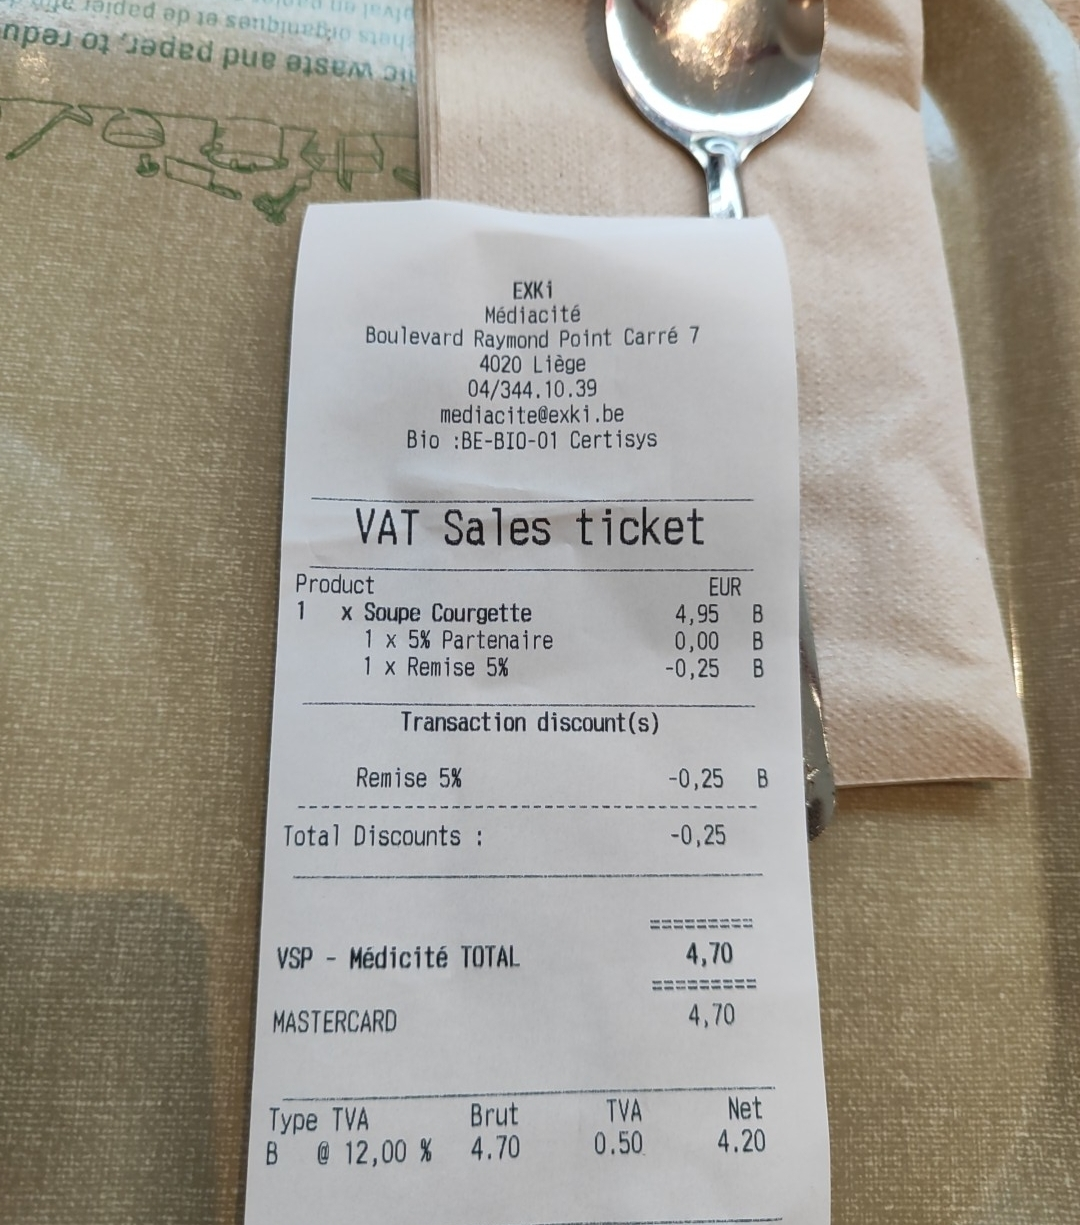 nic waste and paper, to redu
EXKi
Médiacité
Boulevard Raymond Point Carré 7
4020 Liège
04/344.10.39
mediacite@exki.be
Bio :BE-BIO-01 Certisys
VAT Sales ticket
Product EUR
1 x Soupe Courgette 4,95 B
1 x 5% Partenaire 0,00 B
1 x Remise 5% -0,25 B
Transaction discount(s)
Remise 5% -0,25 B
Total Discounts : -0,25
=========
VSP - Médicité TOTAL 4,70
=========
MASTERCARD 4,70
Type TVA Brut TVA Net
B @ 12,00 % 4.70 0.50 4.20